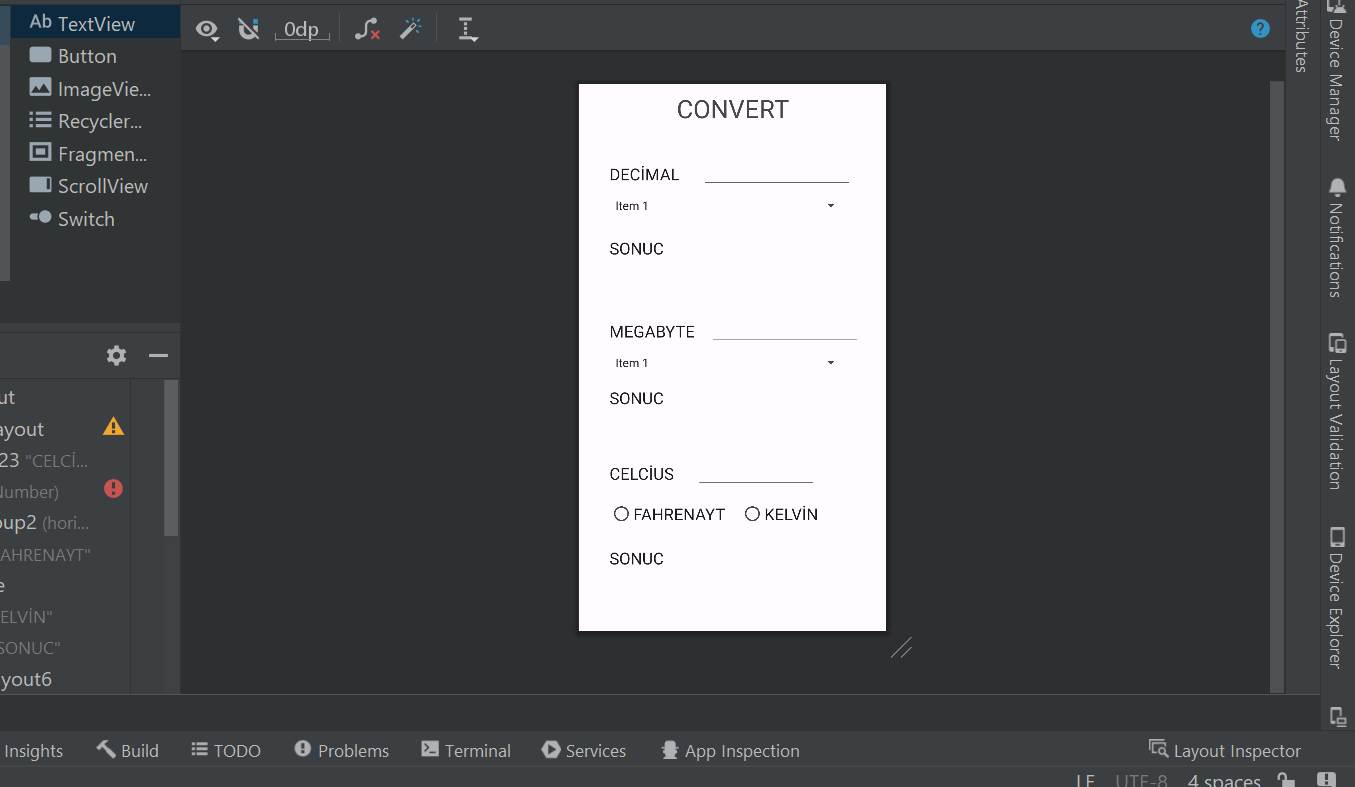 Ab TextView
Button
ImageVie...
Recycler...
Fragmen...
ScrollView
Switch
0dp
?
CONVERT
DECİMAL
Item 1
SONUC
MEGABYTE
Item 1
SONUC
CELCİUS
FAHRENAYT KELVİN
SONUC
ut
ayout
23 "CELCİ...
Number)
oup2 (hori...
AHRENAYT"
e
ELVİN"
SONUC"
yout6
Attributes
Device Manager
Notifications
Layout Validation
Device Explorer
Insights Build TODO Problems Terminal Services App Inspection Layout Inspector
LF UTF-8 4 spaces